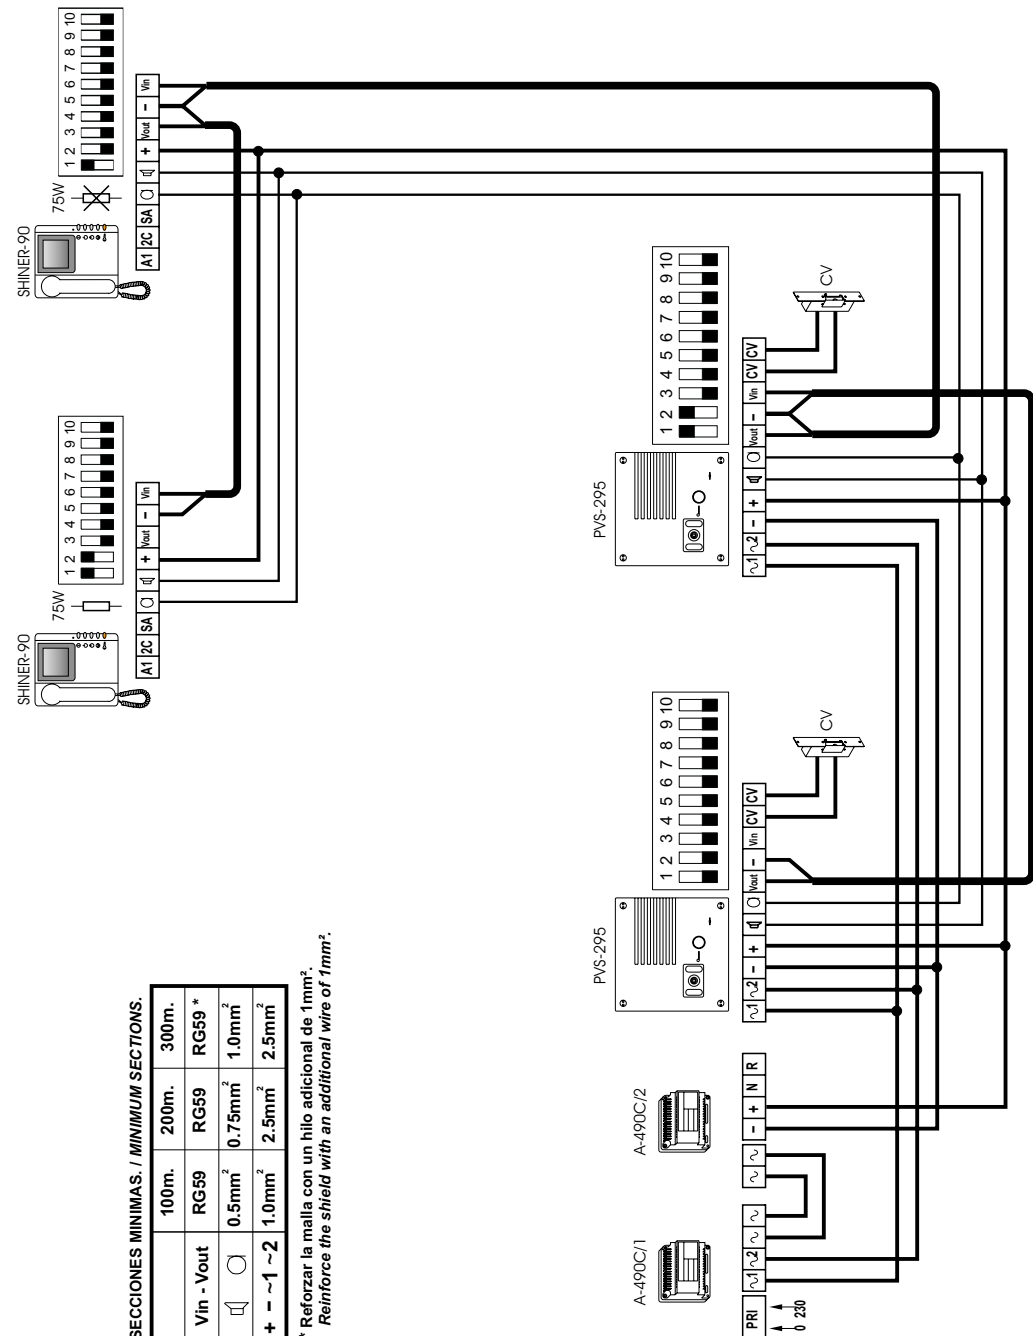 SECCIONES MINIMAS. / MINIMUM SECTIONS.
100m. 200m. 300m.
Vin - Vout RG59 RG59 RG59 *
0.5mm² 0.75mm² 1.0mm²
+ − ~1 ~2 1.0mm² 2.5mm² 2.5mm²
* Reforzar la malla con un hilo adicional de 1mm².
Reinforce the shield with an additional wire of 1mm².
SHINER-90
75W
1 2 3 4 5 6 7 8 9 10
A1 2C SA + Vout − Vin
SHINER-90
75W
1 2 3 4 5 6 7 8 9 10
A1 2C SA + Vout − Vin
PVS-295
1 2 3 4 5 6 7 8 9 10
~1 ~2 − + Vout − Vin CV CV
CV
PVS-295
1 2 3 4 5 6 7 8 9 10
~1 ~2 − + Vout − Vin CV CV
CV
A-490C/1
PRI ~1 ~2 ~ ~
0 230
A-490C/2
~ ~ − + N R